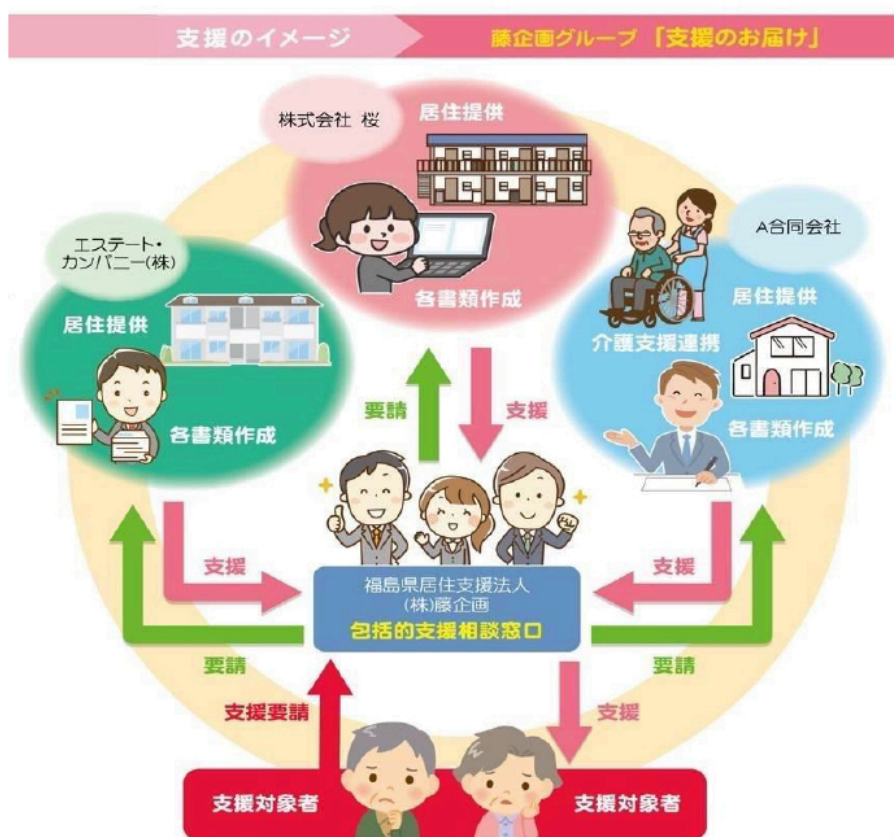 支援のイメージ
藤企画グループ 「支援のお届け」
株式会社 桜
居住提供
各書類作成
エステート・
カンパニー(株)
居住提供
各書類作成
A合同会社
居住提供
介護支援連携
各書類作成
要請
支援
支援
支援
福島県居住支援法人
(株)藤企画
包括的支援相談窓口
要請
要請
支援要請
支援
支援対象者
支援対象者